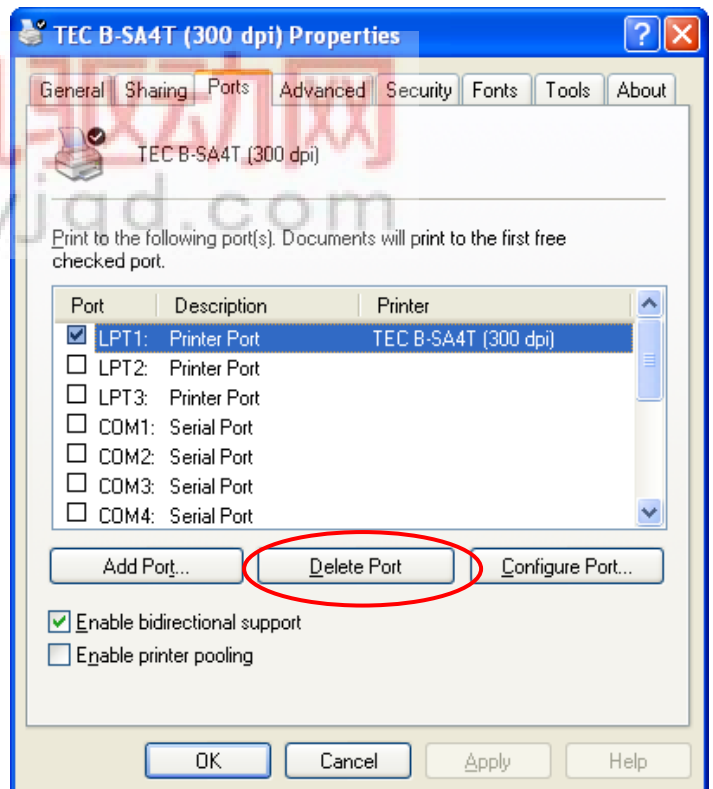 TEC B-SA4T (300 dpi) Properties
General Sharing Ports Advanced Security Fonts Tools About
驱动网
TEC B-SA4T (300 dpi)
jqd.com
Print to the following port(s). Documents will print to the first free
checked port.
Port Description Printer
LPT1: Printer Port TEC B-SA4T (300 dpi)
LPT2: Printer Port
LPT3: Printer Port
COM1: Serial Port
COM2: Serial Port
COM3: Serial Port
COM4: Serial Port
Add Port... Delete Port Configure Port...
Enable bidirectional support
Enable printer pooling
OK Cancel Apply Help